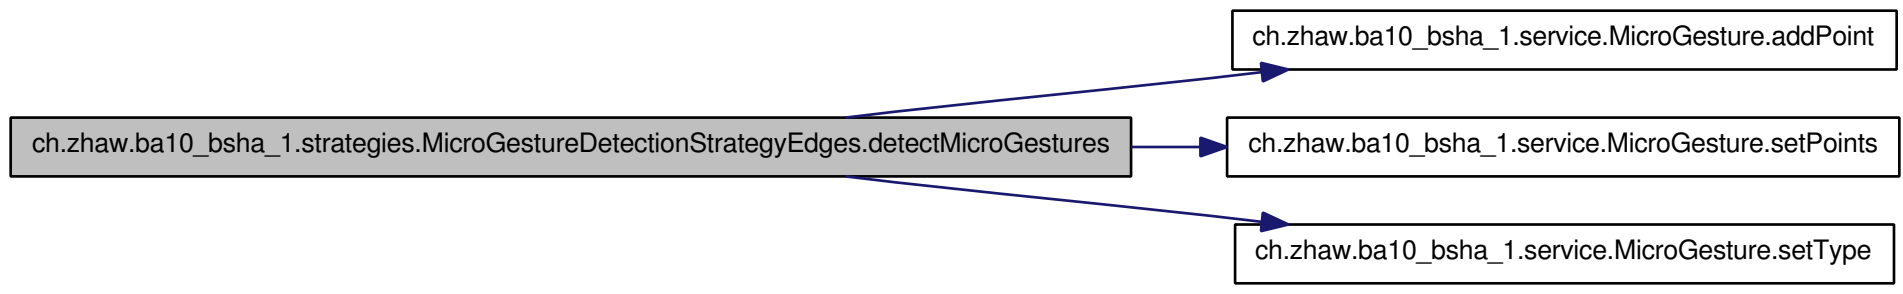 ch.zhaw.ba10_bsha_1.service.MicroGesture.addPoint
ch.zhaw.ba10_bsha_1.strategies.MicroGestureDetectionStrategyEdges.detectMicroGestures
ch.zhaw.ba10_bsha_1.service.MicroGesture.setPoints
ch.zhaw.ba10_bsha_1.service.MicroGesture.setType